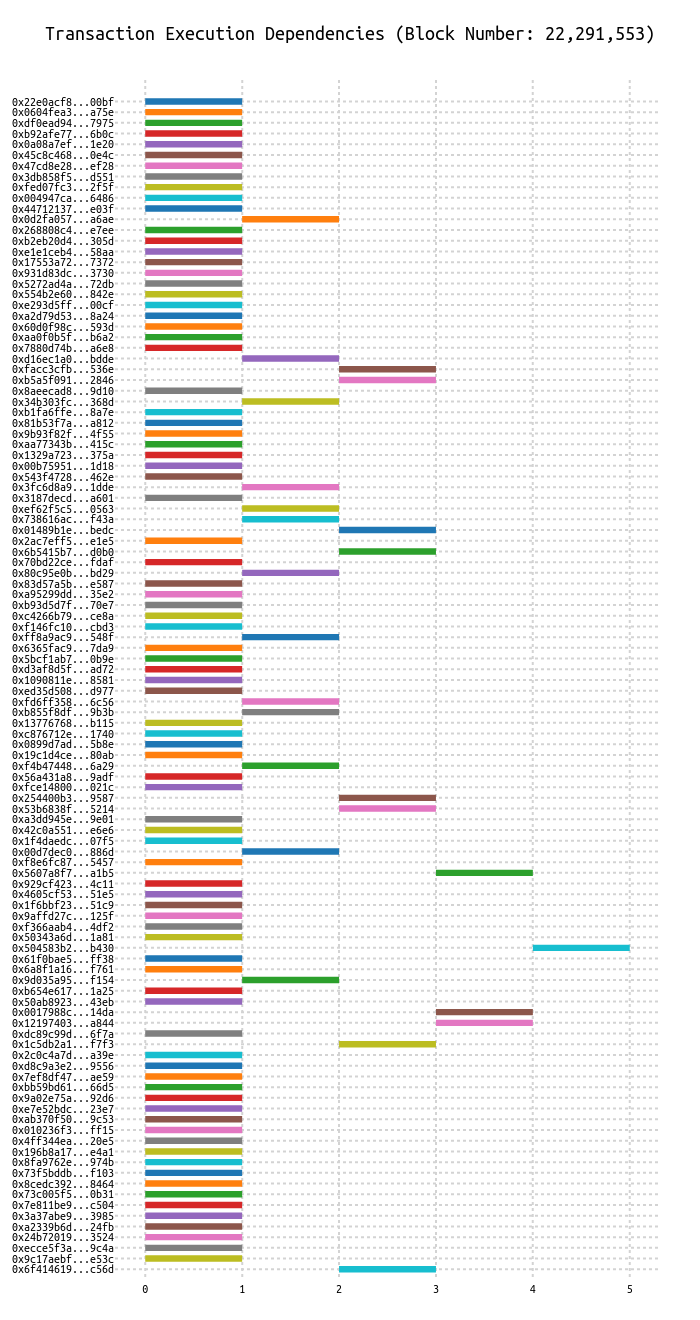 Transaction Execution Dependencies (Block Number: 22,291,553)
0x22e0acf8...00bf
0x0604fea3...a75e
0xdf0ead94...7975
0xb92afe77...6b0c
0x0a08a7ef...1e20
0x45c8c468...0e4c
0x47cd8e28...ef28
0x3db858f5...d551
0xfed07fc3...2f5f
0x004947ca...6486
0x44712137...e03f
0x0d2fa057...a6ae
0x268808c4...e7ee
0xb2eb20d4...305d
0xe1e1ceb4...58aa
0x17553a72...7372
0x931d83dc...3730
0x5272ad4a...72db
0x554b2e60...842e
0xe293d5ff...00cf
0xa2d79d53...8a24
0x60d0f98c...593d
0xaa0f0b5f...b6a2
0x7880d74b...a6e8
0xd16ec1a0...bdde
0xfacc3cfb...536e
0xb5a5f091...2846
0x8aeecad8...9d10
0x34b303fc...368d
0xb1fa6ffe...8a7e
0x81b53f7a...a812
0x9b93f82f...4f55
0xaa77343b...415c
0x1329a723...375a
0x00b75951...1d18
0x543f4728...462e
0x3fc6d8a9...1dde
0x3187decd...a601
0xef62f5c5...0563
0x738616ac...f43a
0x01489b1e...bedc
0x2ac7eff5...e1e5
0x6b5415b7...d0b0
0x70bd22ce...fdaf
0x80c95e0b...bd29
0x83d57a5b...e587
0xa95299dd...35e2
0xb93d5d7f...70e7
0xc4266b79...ce8a
0xf146fc10...cbd3
0xff8a9ac9...548f
0x6365fac9...7da9
0x5bcf1ab7...0b9e
0xd3af8d5f...ad72
0x1090811e...8581
0xed35d508...d977
0xfd6ff358...6c56
0xb855f8df...9b3b
0x13776768...b115
0xc876712e...1740
0x0899d7ad...5b8e
0x19c1d4ce...80ab
0xf4b47448...6a29
0x56a431a8...9adf
0xfce14800...021c
0x254400b3...9587
0x53b6838f...5214
0xa3dd945e...9e01
0x42c0a551...e6e6
0x1f4daedc...07f5
0x00d7dec0...886d
0xf8e6fc87...5457
0x5607a8f7...a1b5
0x929cf423...4c11
0x4605cf53...51e5
0x1f6bbf23...51c9
0x9affd27c...125f
0xf366aab4...4df2
0x50343a6d...1a81
0x504583b2...b430
0x61f0bae5...ff38
0x6a8f1a16...f761
0x9d035a95...f154
0xb654e617...1a25
0x50ab8923...43eb
0x0017988c...14da
0x12197403...a844
0xdc89c99d...6f7a
0x1c5db2a1...f7f3
0x2c0c4a7d...a39e
0xd8c9a3e2...9556
0x7ef8df47...ae59
0xbb59bd61...66d5
0x9a02e75a...92d6
0xe7e52bdc...23e7
0xab370f50...9c53
0x010236f3...ff15
0x4ff344ea...20e5
0x196b8a17...e4a1
0x8fa9762e...974b
0x73f5bddb...f103
0x8cedc392...8464
0x73c005f5...0b31
0x7e811be9...c504
0x3a37abe9...3985
0xa2339b6d...24fb
0x24b72019...3524
0xecce5f3a...9c4a
0x9c17aebf...e53c
0x6f414619...c56d
0 1 2 3 4 5